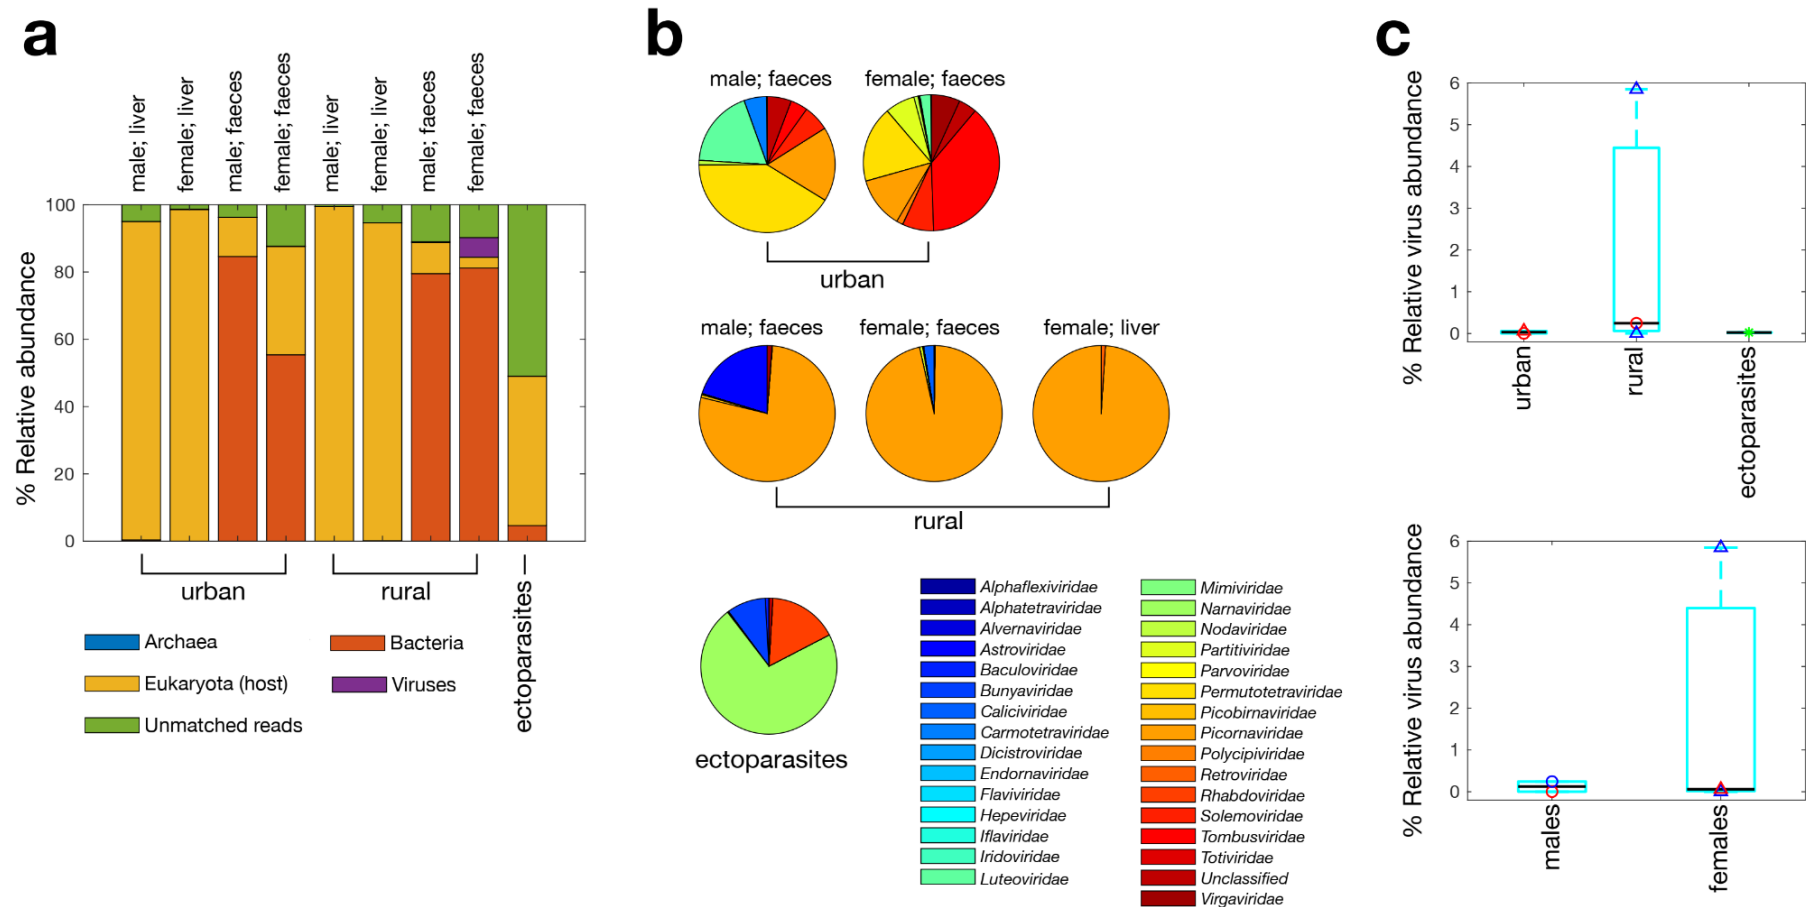 a
male; liver
female; liver
male; faeces
female; faeces
male; liver
female; liver
male; faeces
female; faeces
% Relative abundance
100
80
60
40
20
0
urban
rural
ectoparasites
Archaea
Bacteria
Eukaryota (host)
Viruses
Unmatched reads
b
male; faeces
female; faeces
urban
male; faeces
female; faeces
female; liver
rural
ectoparasites
Alphaflexiviridae
Alphatetraviridae
Alvernaviridae
Astroviridae
Baculoviridae
Bunyaviridae
Caliciviridae
Carmotetraviridae
Dicistroviridae
Endornaviridae
Flaviviridae
Hepeviridae
Iflaviridae
Iridoviridae
Luteoviridae
Mimiviridae
Narnaviridae
Nodaviridae
Partitiviridae
Parvoviridae
Permutotetraviridae
Picobirnaviridae
Picornaviridae
Polycipiviridae
Retroviridae
Rhabdoviridae
Solemoviridae
Tombusviridae
Totiviridae
Unclassified
Virgaviridae
c
% Relative virus abundance
6
5
4
3
2
1
0
urban
rural
ectoparasites
% Relative virus abundance
6
5
4
3
2
1
0
males
females